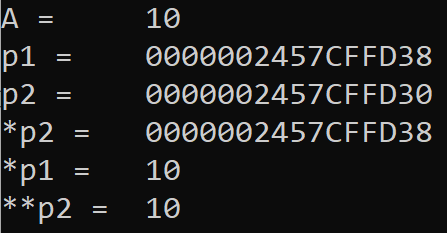 A =     10
p1 =    0000002457CFFD38
p2 =    0000002457CFFD30
*p2 =   0000002457CFFD38
*p1 =   10
**p2 =  10